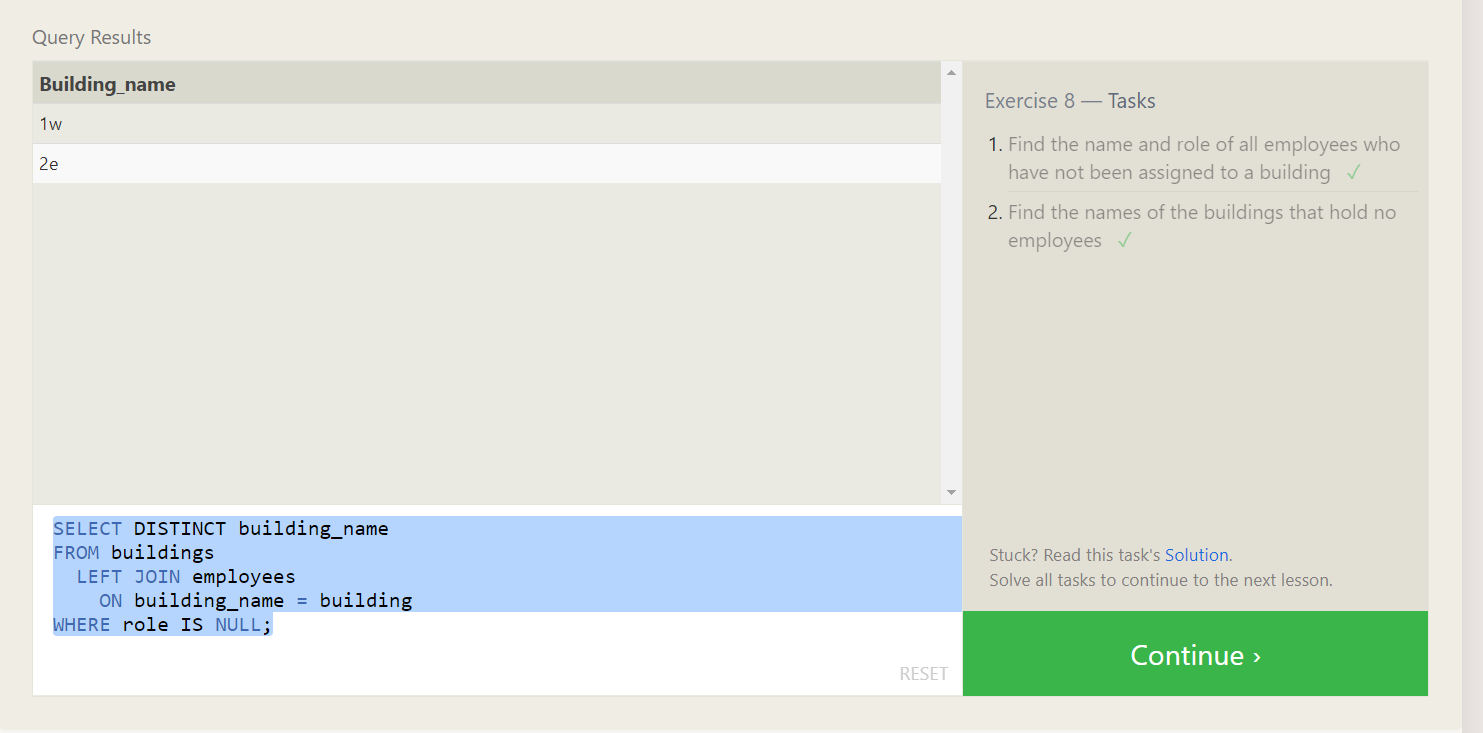 Query Results
Building_name
1w
2e
SELECT DISTINCT building_name
FROM buildings
  LEFT JOIN employees
    ON building_name = building
WHERE role IS NULL;
RESET
Exercise 8 — Tasks
1. Find the name and role of all employees who
have not been assigned to a building ✓
2. Find the names of the buildings that hold no
employees ✓
Stuck? Read this task's Solution.
Solve all tasks to continue to the next lesson.
Continue ›